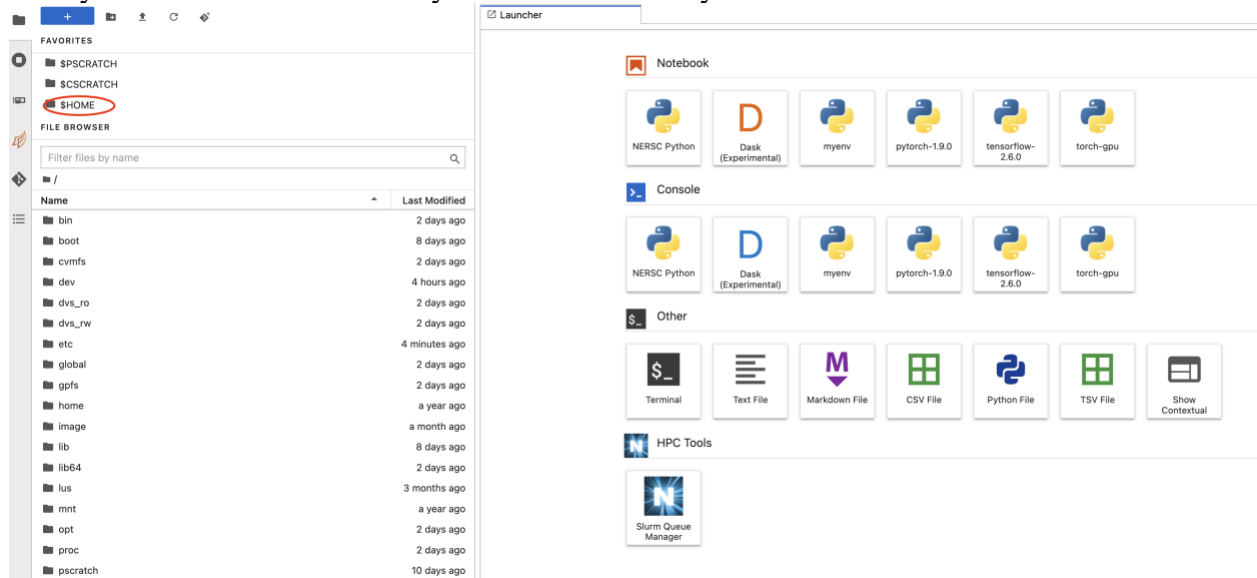 Launcher
FAVORITES
$PSCRATCH
$CSCRATCH
$HOME
FILE BROWSER
Filter files by name
/
Name Last Modified
bin 2 days ago
boot 8 days ago
cvmfs 2 days ago
dev 4 hours ago
dvs_ro 2 days ago
dvs_rw 2 days ago
etc 4 minutes ago
global 2 days ago
gpfs 2 days ago
home a year ago
image a month ago
lib 8 days ago
lib64 2 days ago
lus 3 months ago
mnt a year ago
opt 2 days ago
proc 2 days ago
pscratch 10 days ago
Notebook
NERSC Python
D
Dask
(Experimental)
myenv
pytorch-1.9.0
tensorflow-
2.6.0
torch-gpu
Console
NERSC Python
D
Dask
(Experimental)
myenv
pytorch-1.9.0
tensorflow-
2.6.0
torch-gpu
$_ Other
$_
Terminal
Text File
M
Markdown File
CSV File
Python File
TSV File
Show
Contextual
N HPC Tools
N
Slurm Queue
Manager